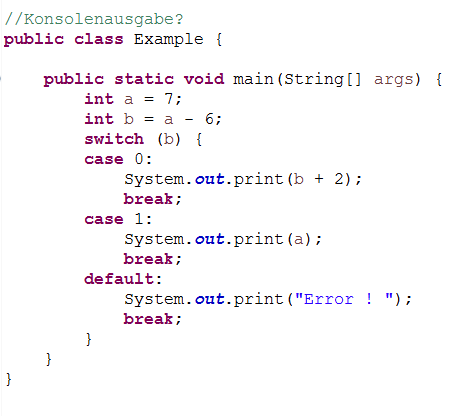 //Konsolenausgabe?
public class Example {
public static void main(String[] args) {
int a = 7;
int b = a - 6;
switch (b) {
case 0:
System.out.print(b + 2);
break;
case 1:
System.out.print(a);
break;
default:
System.out.print("Error ! ");
break;
}
}
}